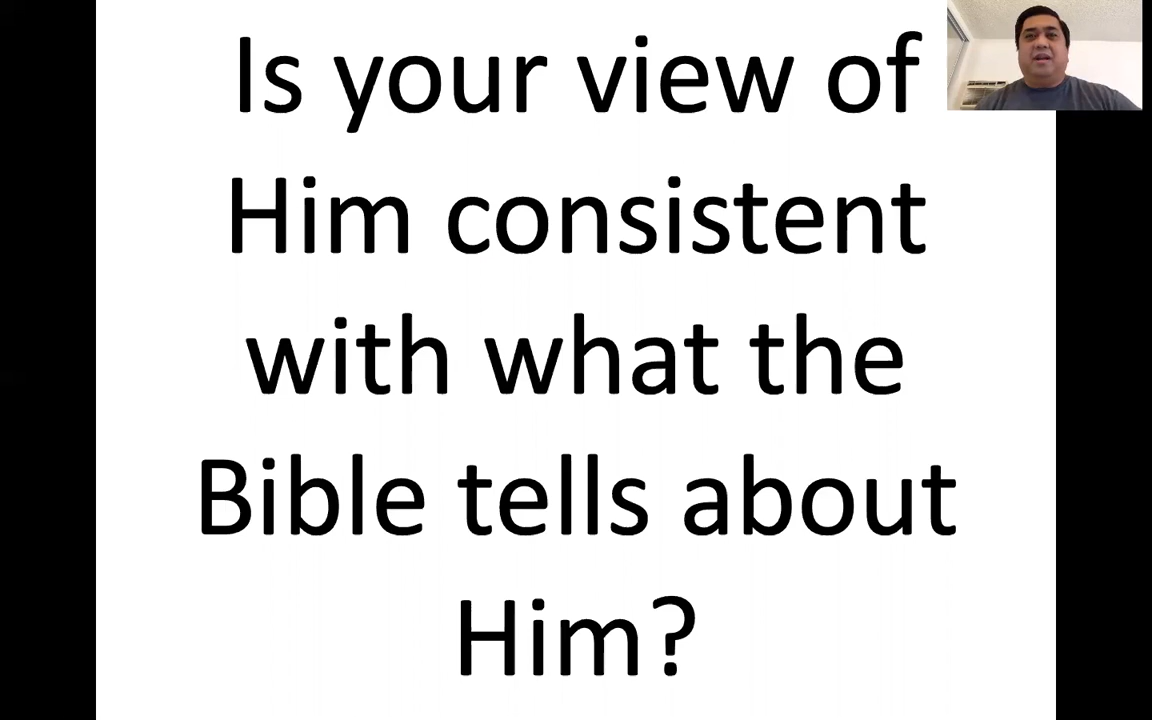 Is your view of
Him consistent
with what the
Bible tells about
Him?